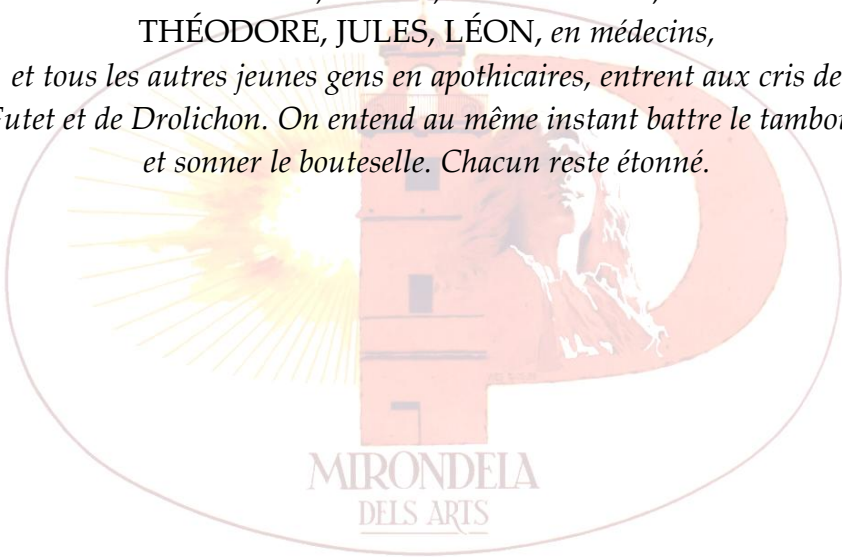 THÉODORE, JULES, LÉON, en médecins,
et tous les autres jeunes gens en apothicaires, entrent aux cris de
Futet et de Drolichon. On entend au même instant battre le
et sonner le bouteselle. Chacun reste étonné.
MIRONDELA
DELS ARTS